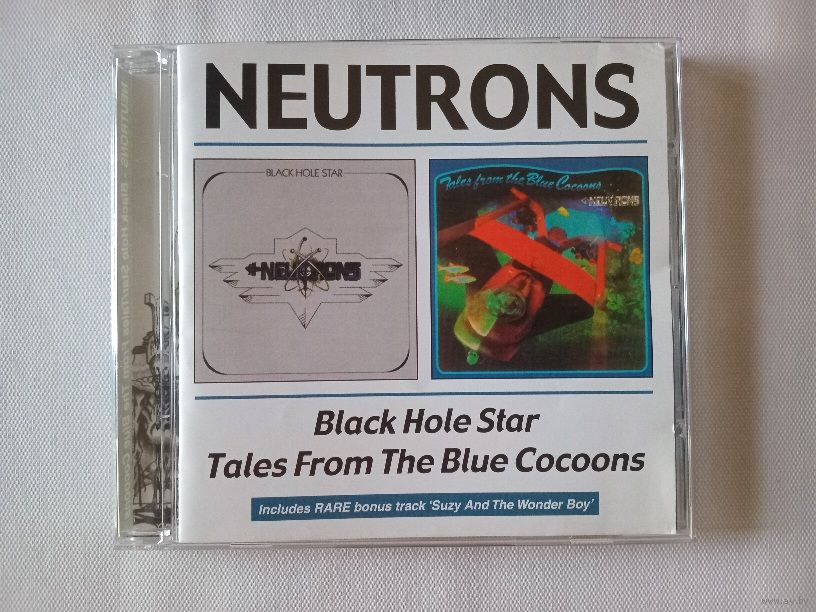 NEUTRONS
BLACK HOLE STAR
NEUTRONS
Tales from the Blue Cocoons
NEUTRONS
Black Hole Star
Tales From The Blue Cocoons
Includes RARE bonus track 'Suzy And The Wonder Boy'